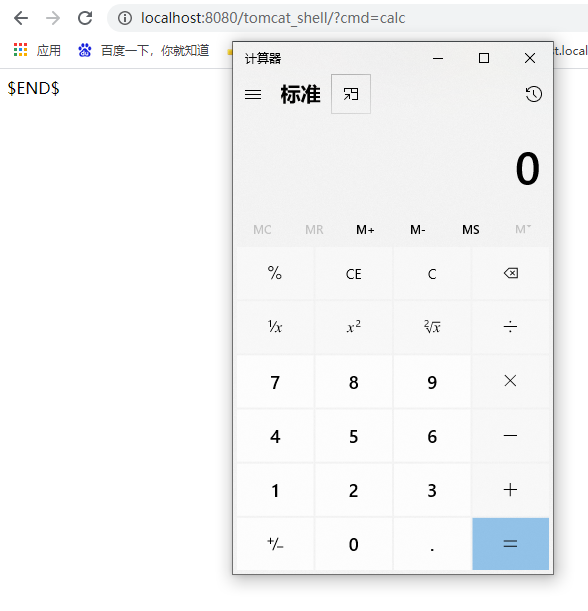 localhost:8080/tomcat_shell/?cmd=calc
应用 百度一下，你就知道 st.local
$END$
计算器
标准
0
MC MR M+ M- MS M˅
% CE C
¹⁄x x² ²√x ÷
7 8 9 ×
4 5 6 −
1 2 3 +
+/− 0 . =